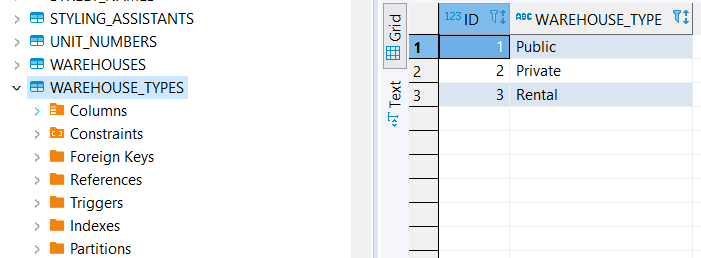 STYLING_ASSISTANTS
UNIT_NUMBERS
WAREHOUSES
WAREHOUSE_TYPES
Columns
Constraints
Foreign Keys
References
Triggers
Indexes
Partitions
Grid
Text
123 ID ABC WAREHOUSE_TYPE
1 1 Public
2 2 Private
3 3 Rental